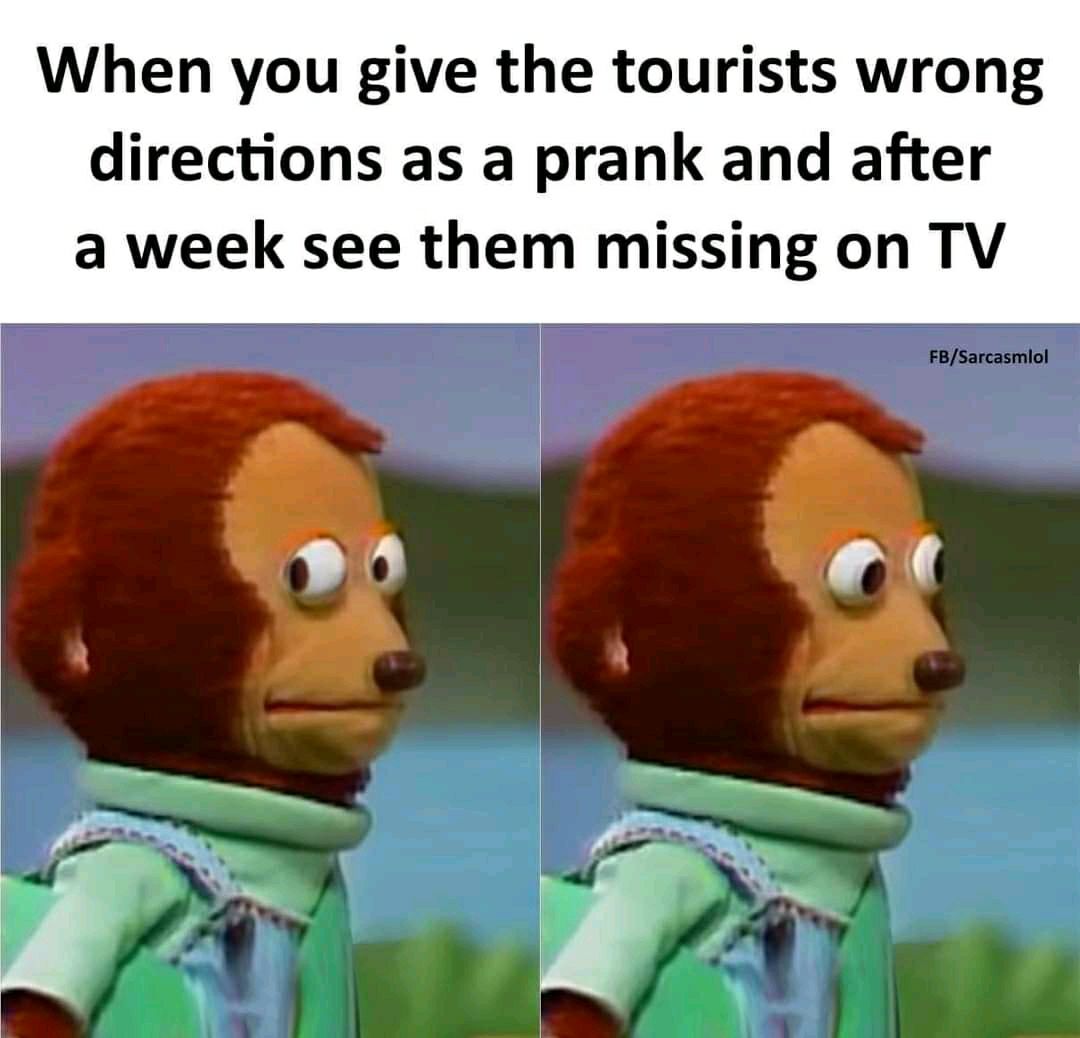 When you give the tourists wrong
directions as a prank and after
a week see them missing on TV
FB/Sarcasmlol